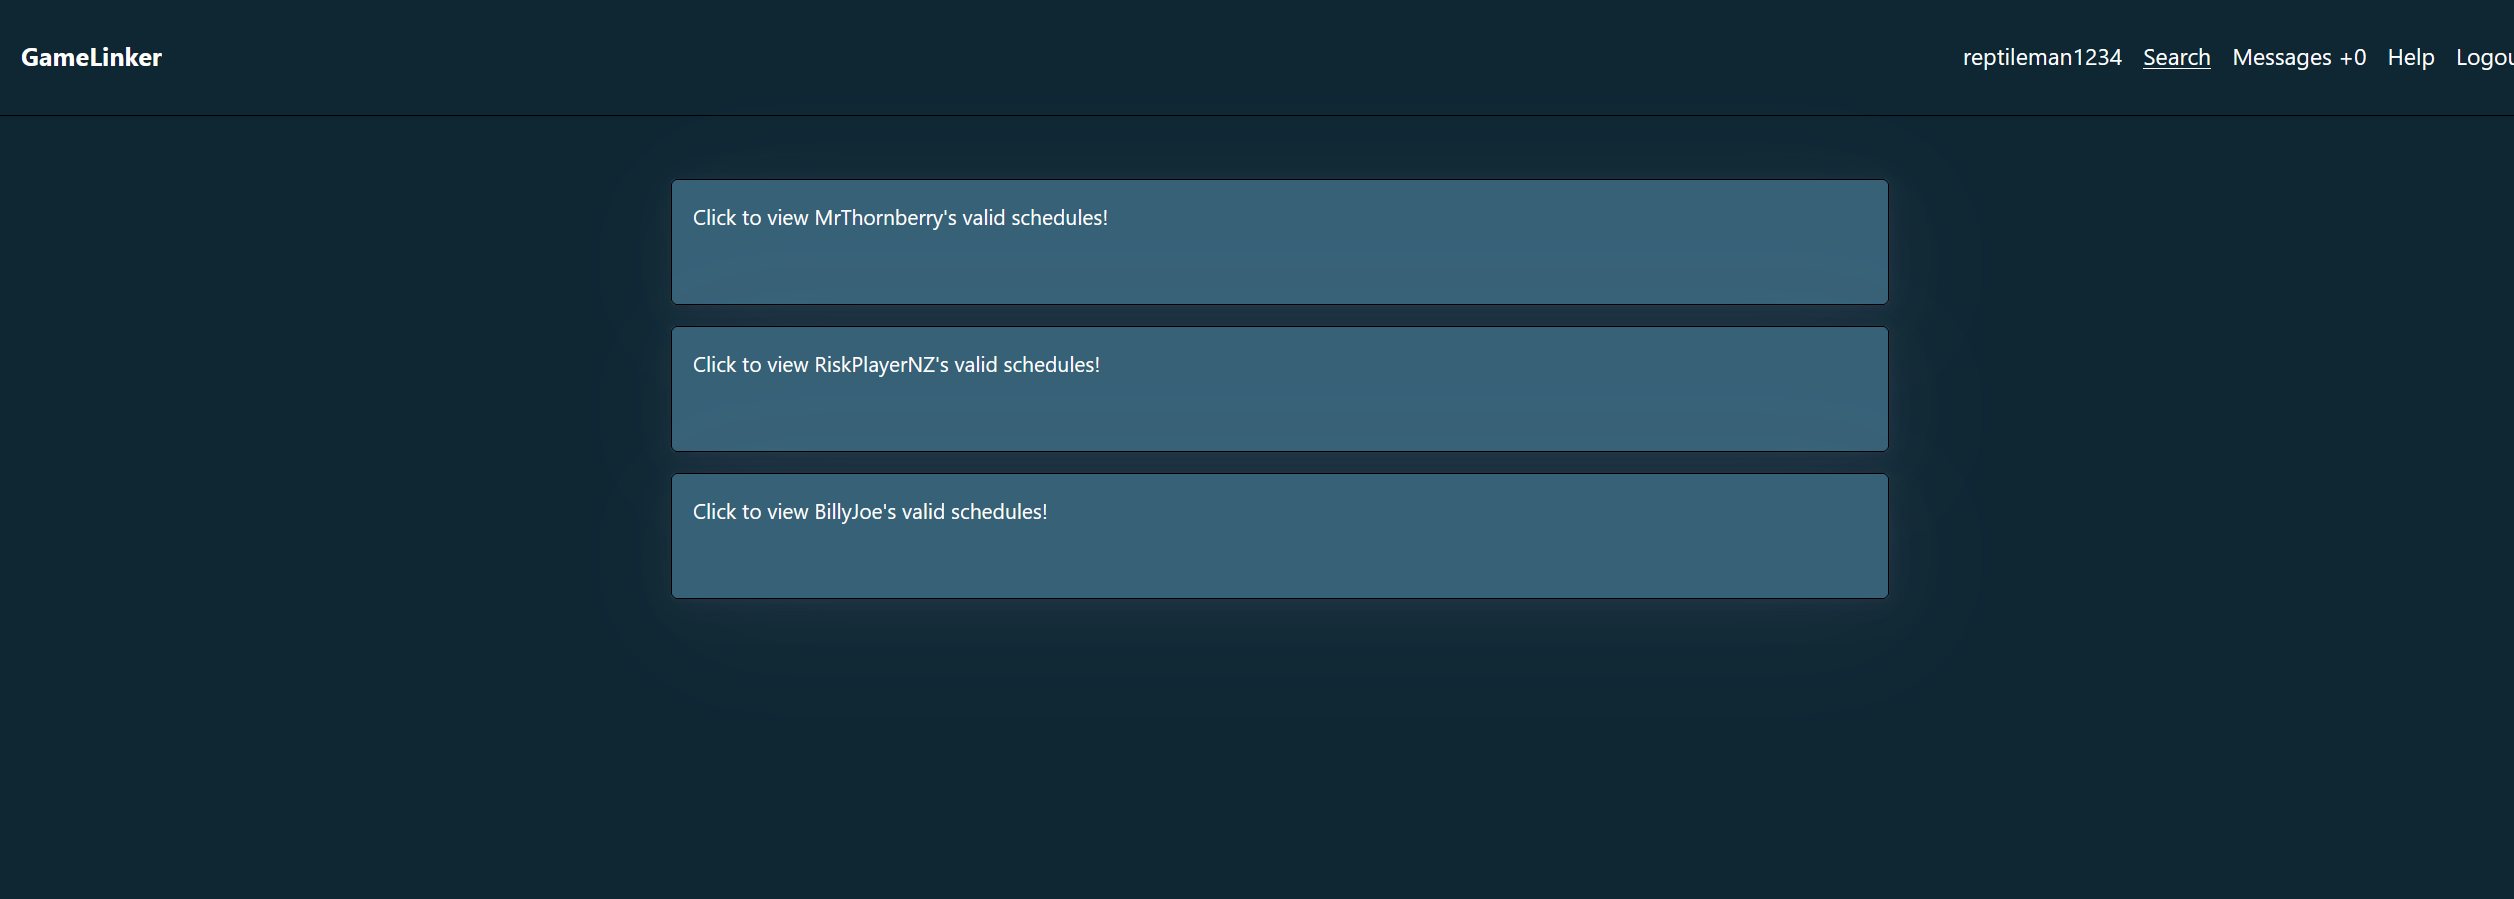 GameLinker
reptileman1234 Search Messages +0 Help Logou
Click to view MrThornberry's valid schedules!
Click to view RiskPlayerNZ's valid schedules!
Click to view BillyJoe's valid schedules!